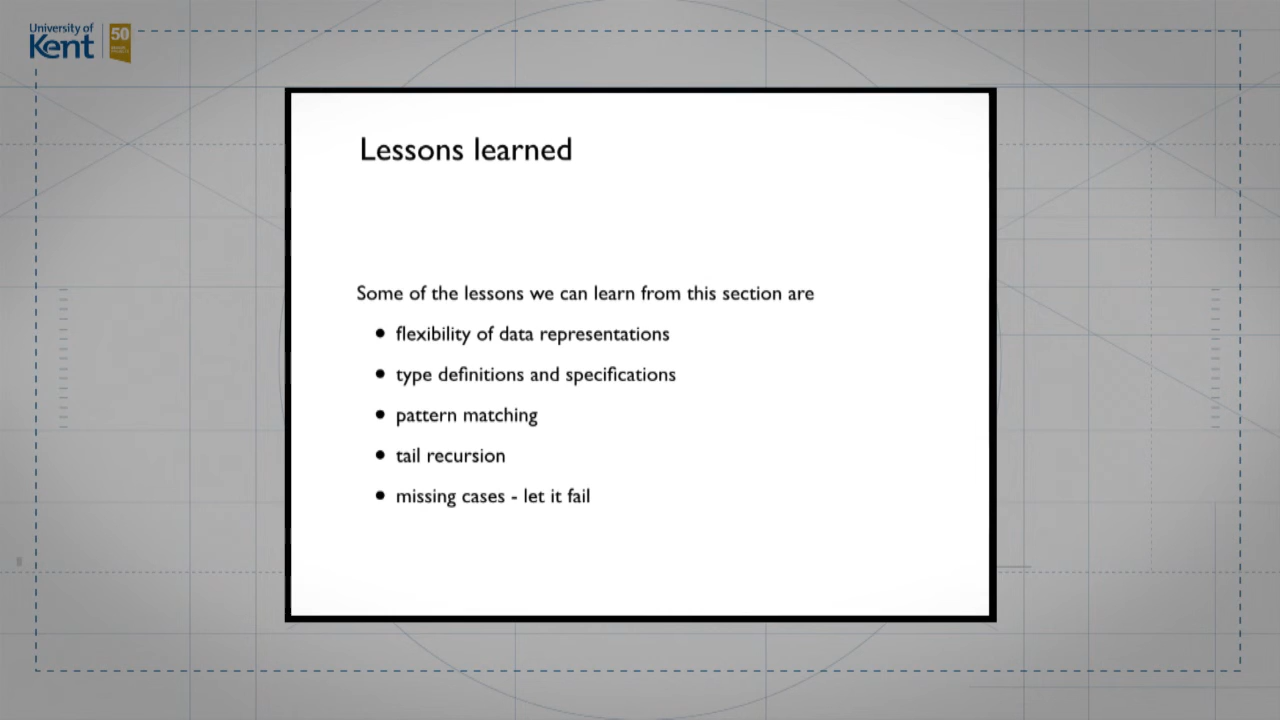 University of
Kent
50
Lessons learned
Some of the lessons we can learn from this section are
• flexibility of data representations
• type definitions and specifications
• pattern matching
• tail recursion
• missing cases - let it fail